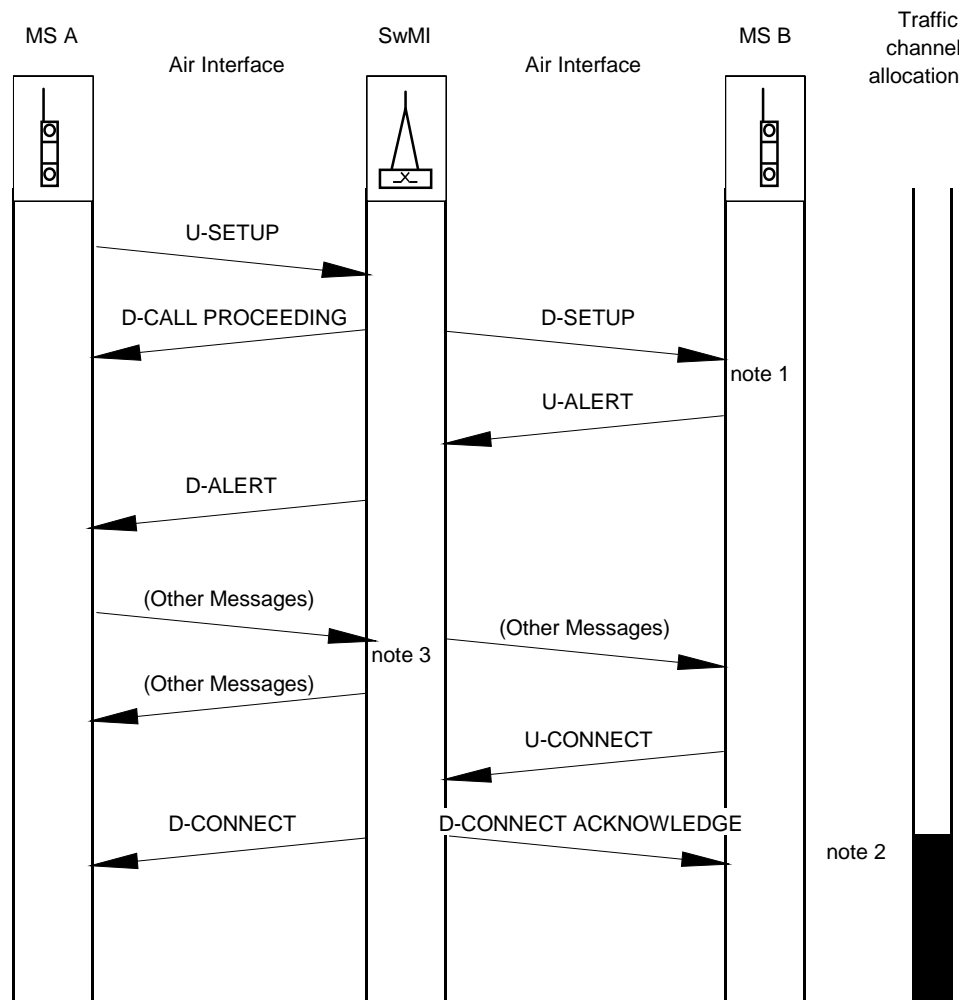 MS A
SwMI
MS B
Traffic
channel
allocation
Air Interface
Air Interface
U-SETUP
D-CALL PROCEEDING
D-SETUP
note 1
U-ALERT
D-ALERT
(Other Messages)
(Other Messages)
note 3
(Other Messages)
U-CONNECT
D-CONNECT
D-CONNECT ACKNOWLEDGE
note 2